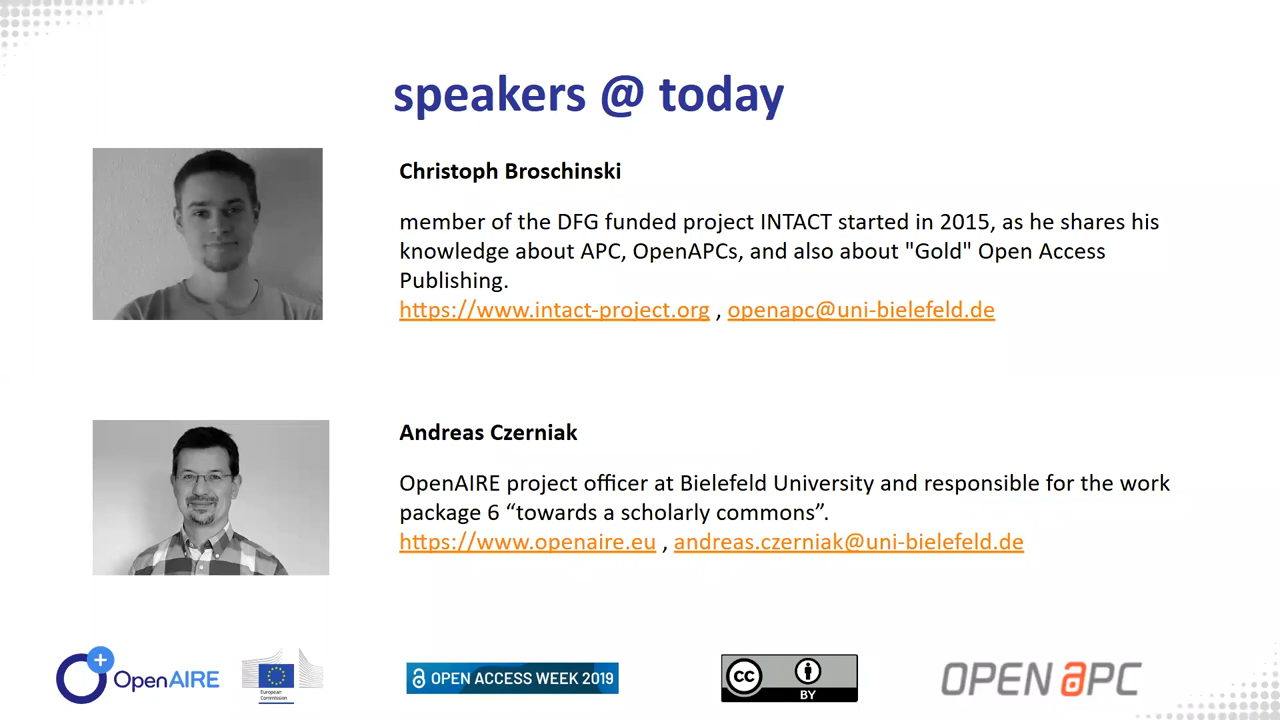 speakers @ today
Christoph Broschinski
member of the DFG funded project INTACT started in 2015, as he shares his
knowledge about APC, OpenAPCs, and also about "Gold" Open Access
Publishing.
https://www.intact-project.org , openapc@uni-bielefeld.de
Andreas Czerniak
OpenAIRE project officer at Bielefeld University and responsible for the work
package 6 “towards a scholarly commons”.
https://www.openaire.eu , andreas.czerniak@uni-bielefeld.de
OpenAIRE
European
Commission
OPEN ACCESS WEEK 2019
cc
BY
OPEN APC